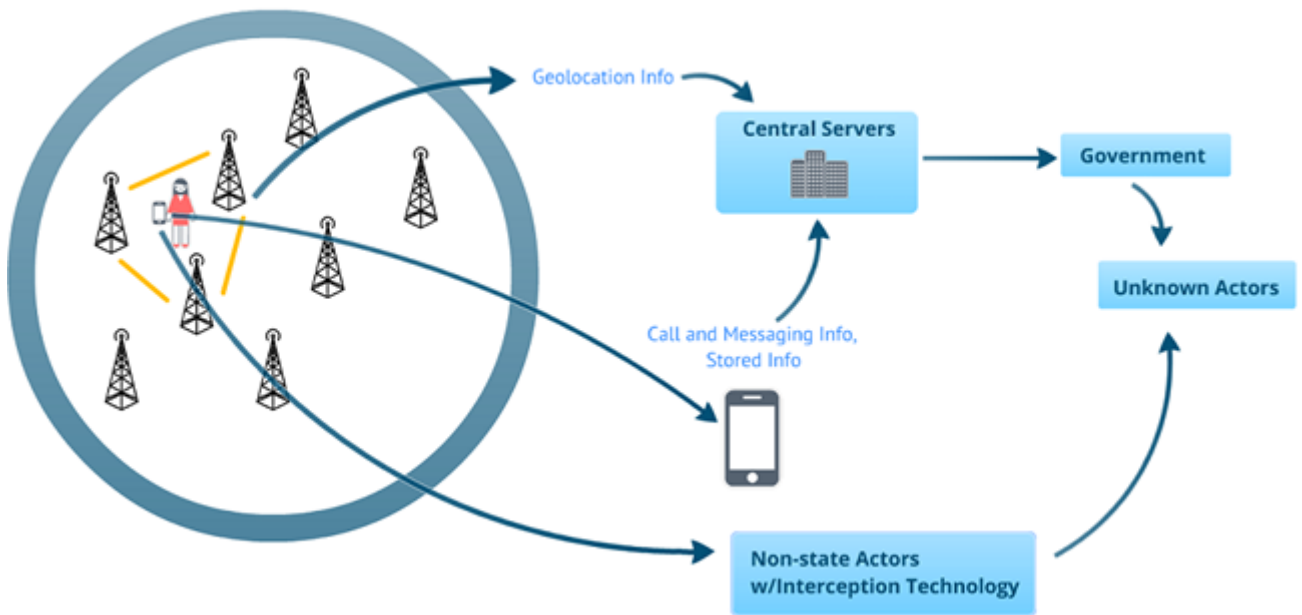 Geolocation Info
Central Servers
Government
Unknown Actors
Call and Messaging Info,
Stored Info
Non-state Actors
w/Interception Technology